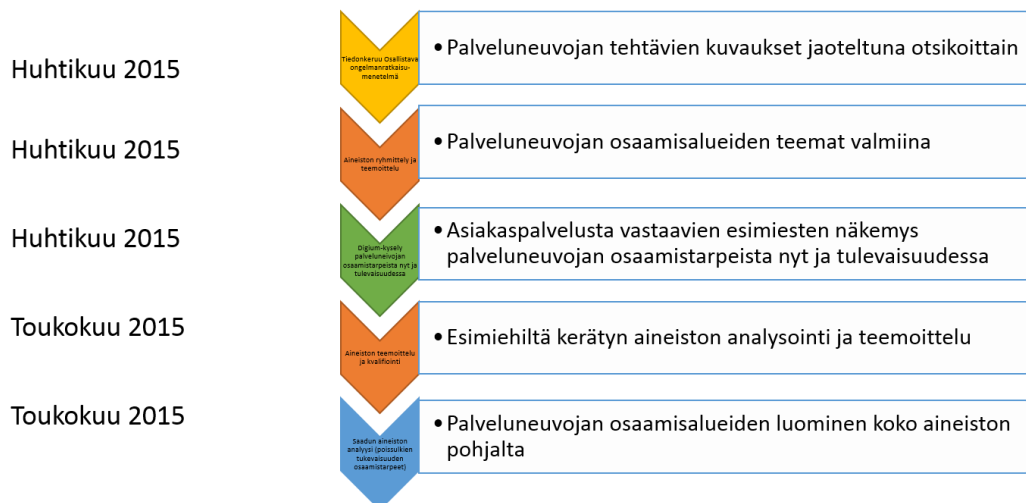 Huhtikuu 2015
Tiedonkeruu Osallistava
ongelmanratkaisu-
menetelmä
• Palveluneuvojan tehtävien kuvaukset jaoteltuna otsikoittain
Huhtikuu 2015
Aineiston ryhmittely ja
teemoittelu
• Palveluneuvojan osaamisalueiden teemat valmiina
Huhtikuu 2015
Digium-kysely
palveluneivojan
osaamistarpeista nyt ja
tulevaisuudessa
• Asiakaspalvelusta vastaavien esimiesten näkemys
palveluneuvojan osaamistarpeista nyt ja tulevaisuudessa
Toukokuu 2015
Aineiston teemoittelu
ja kvalifiointi
• Esimiehiltä kerätyn aineiston analysointi ja teemoittelu
Toukokuu 2015
Saadun aineiston
analyysi (poissulkien
tukevaisuuden
osaamistarpeet)
• Palveluneuvojan osaamisalueiden luominen koko aineiston
pohjalta